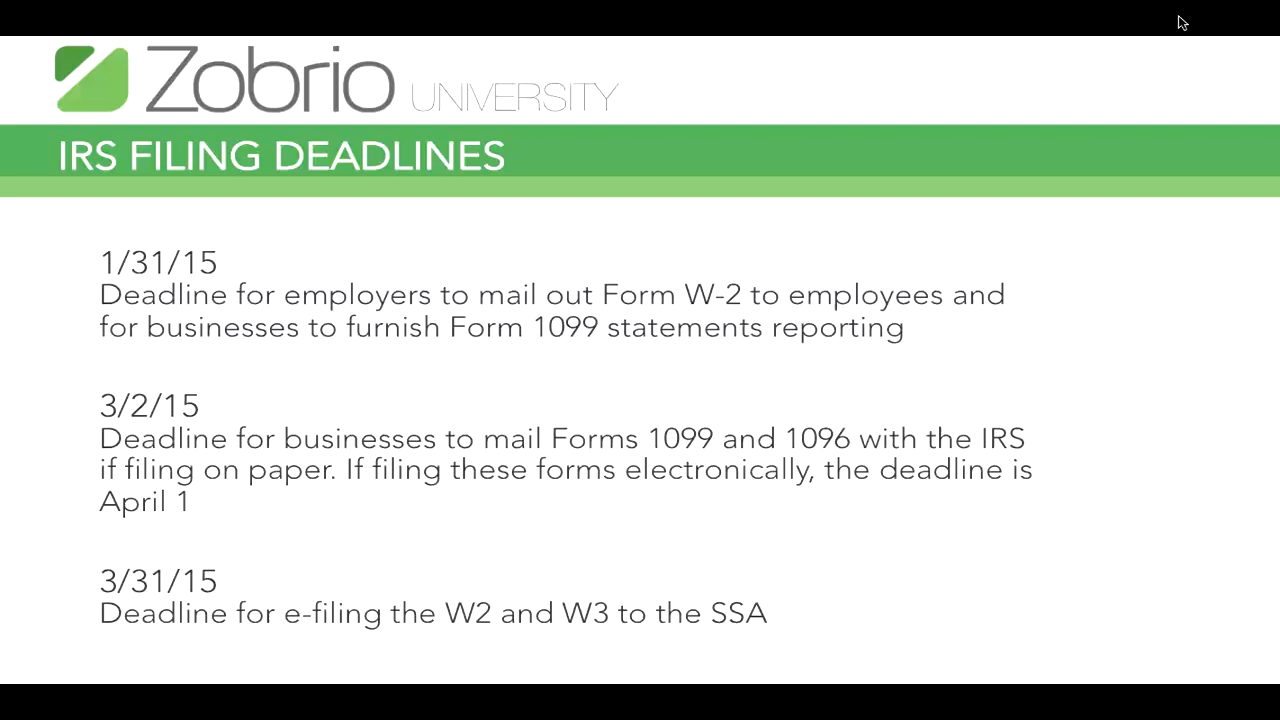 Zobrio UNIVERSITY
IRS FILING DEADLINES
1/31/15
Deadline for employers to mail out Form W-2 to employees and
for businesses to furnish Form 1099 statements reporting
3/2/15
Deadline for businesses to mail Forms 1099 and 1096 with the IRS
if filing on paper. If filing these forms electronically, the deadline is
April 1
3/31/15
Deadline for e-filing the W2 and W3 to the SSA